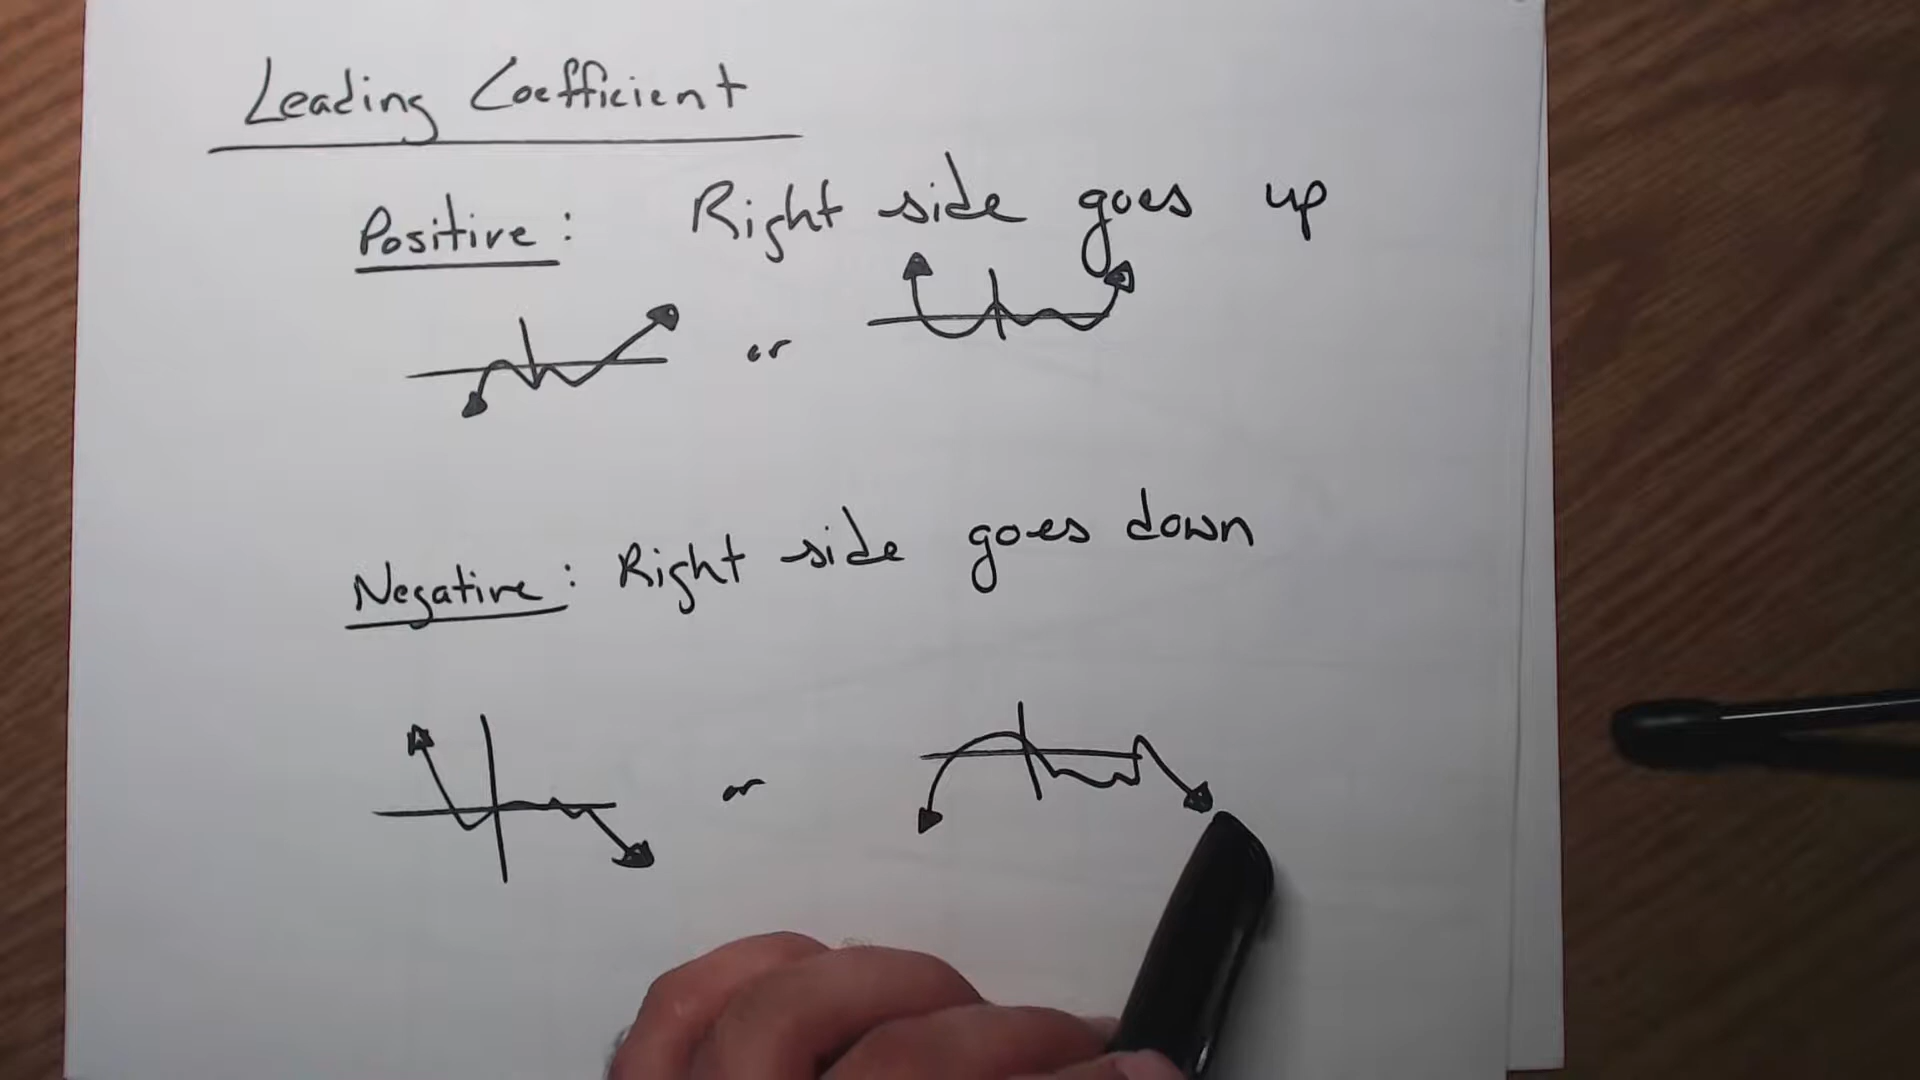 Leading Coefficient
Positive: Right side goes up
or
Negative: Right side goes down
or